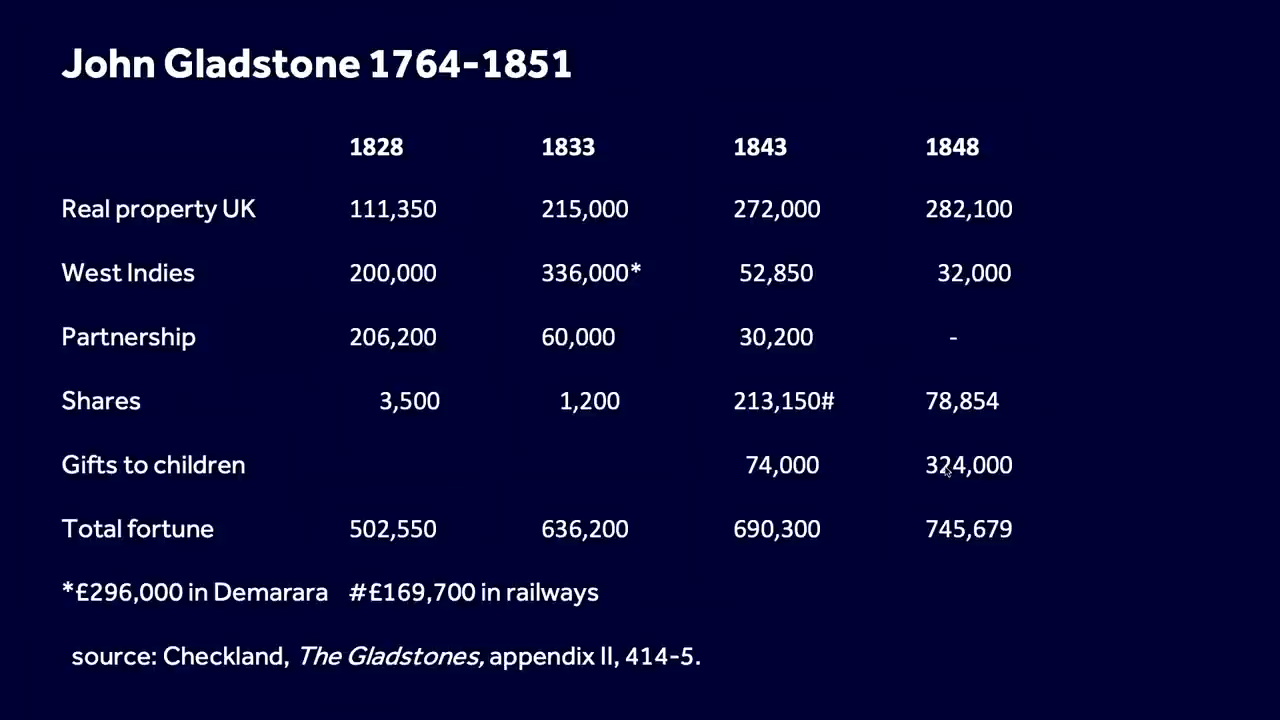 John Gladstone 1764-1851
1828 1833 1843 1848
Real property UK 111,350 215,000 272,000 282,100
West Indies 200,000 336,000* 52,850 32,000
Partnership 206,200 60,000 30,200 -
Shares 3,500 1,200 213,150# 78,854
Gifts to children 74,000 324,000
Total fortune 502,550 636,200 690,300 745,679
*£296,000 in Demarara #£169,700 in railways
source: Checkland, The Gladstones, appendix II, 414-5.